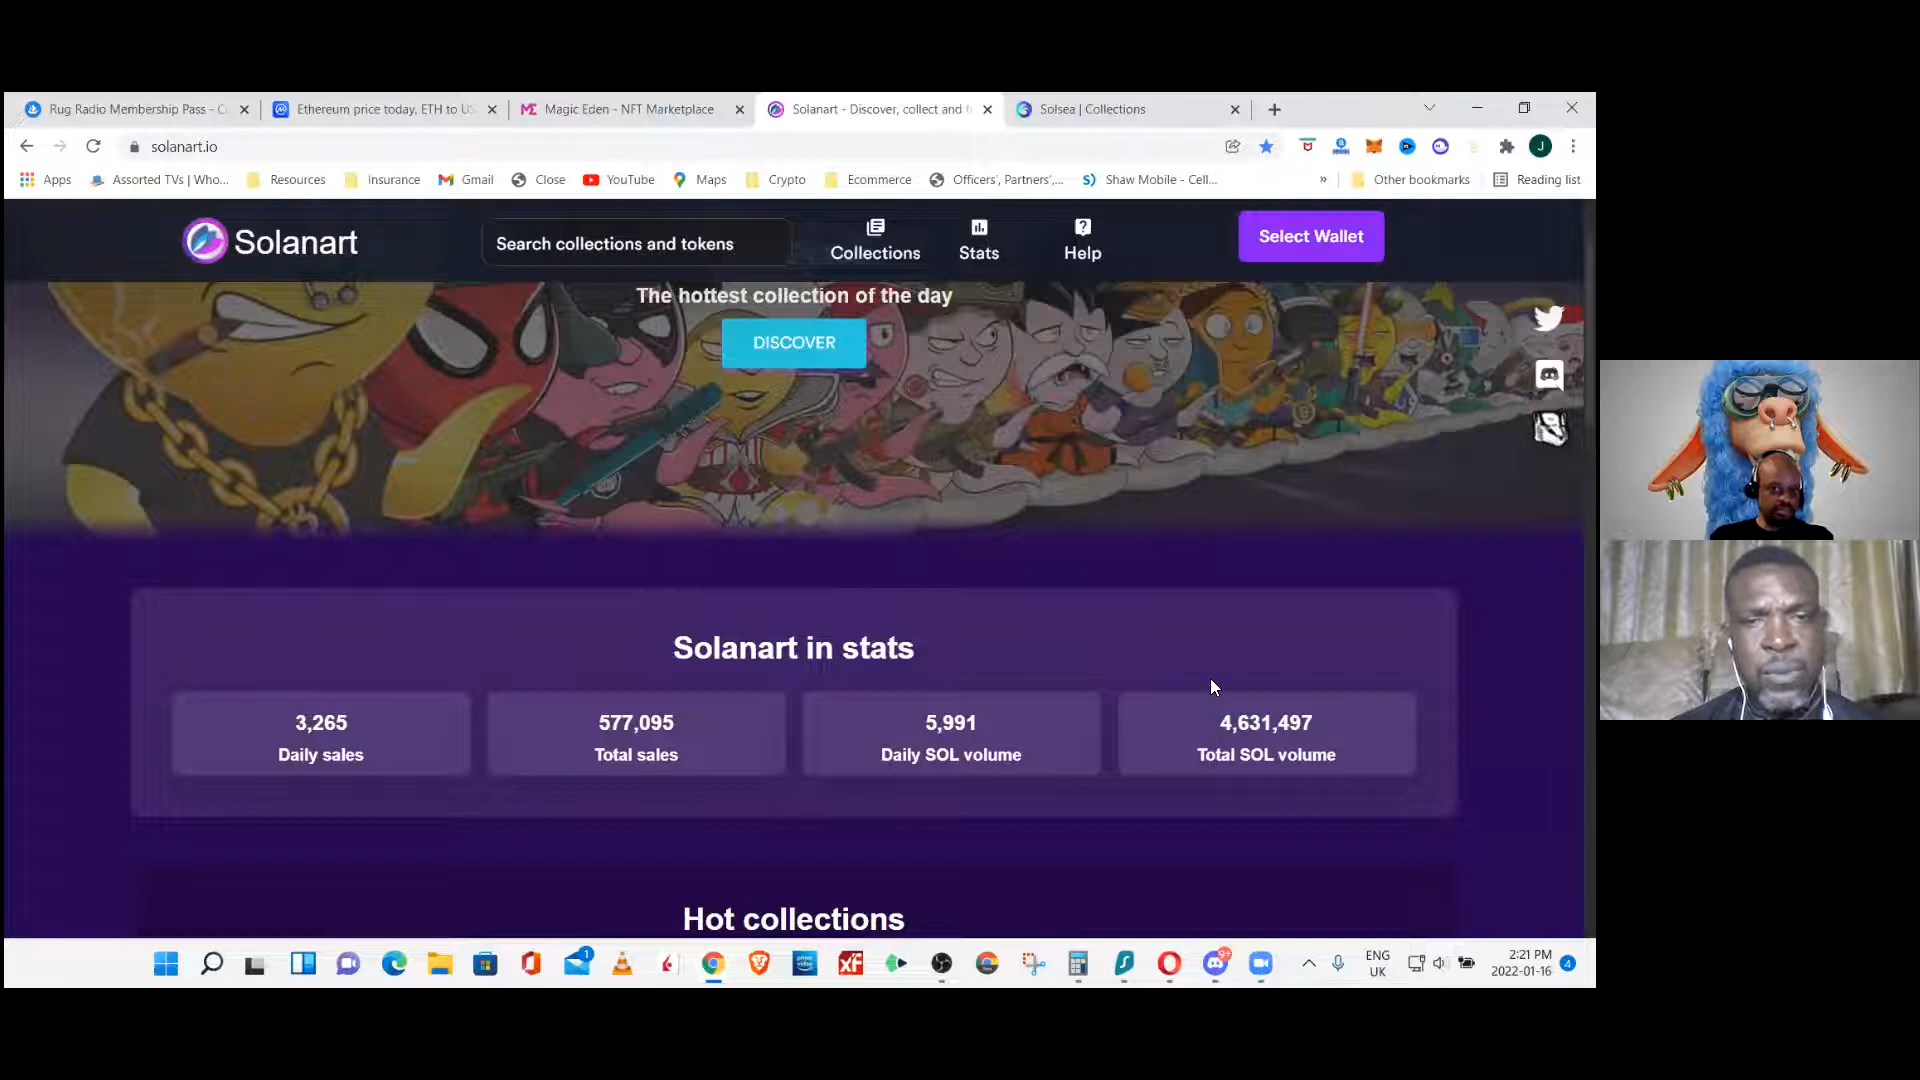 Rug Radio Membership Pass - C
Ethereum price today, ETH to US
Magic Eden - NFT Marketplace
Solanart - Discover, collect and t
Solsea | Collections
solanart.io
Apps
Assorted TVs | Who...
Resources
Insurance
Gmail
Close
YouTube
Maps
Crypto
Ecommerce
Officers', Partners',...
Shaw Mobile - Cell...
»
Other bookmarks
Reading list
Solanart
Search collections and tokens
Collections
Stats
Help
Select Wallet
The hottest collection of the day
DISCOVER
Solanart in stats
3,265
Daily sales
577,095
Total sales
5,991
Daily SOL volume
4,631,497
Total SOL volume
Hot collections
ENG
UK
2:21 PM
2022-01-16
4